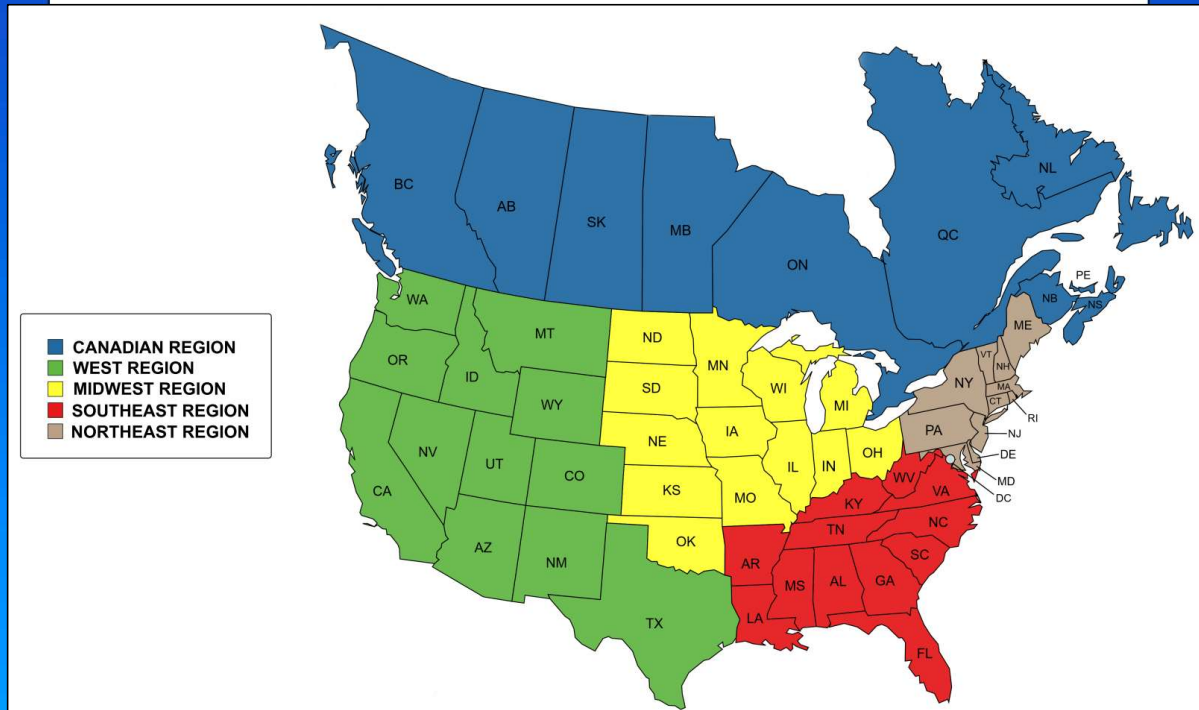 CANADIAN REGION
WEST REGION
MIDWEST REGION
SOUTHEAST REGION
NORTHEAST REGION
BC
AB
SK
MB
ON
QC
NL
PE
NB
NS
WA
MT
ND
MN
ME
OR
ID
SD
WI
MI
VT
NH
NY
MA
CT
RI
WY
NE
IA
PA
NJ
NV
UT
CO
IL
IN
OH
DE
MD
DC
CA
KS
MO
WV
VA
KY
AZ
NM
OK
TN
NC
AR
SC
MS
AL
GA
TX
LA
FL